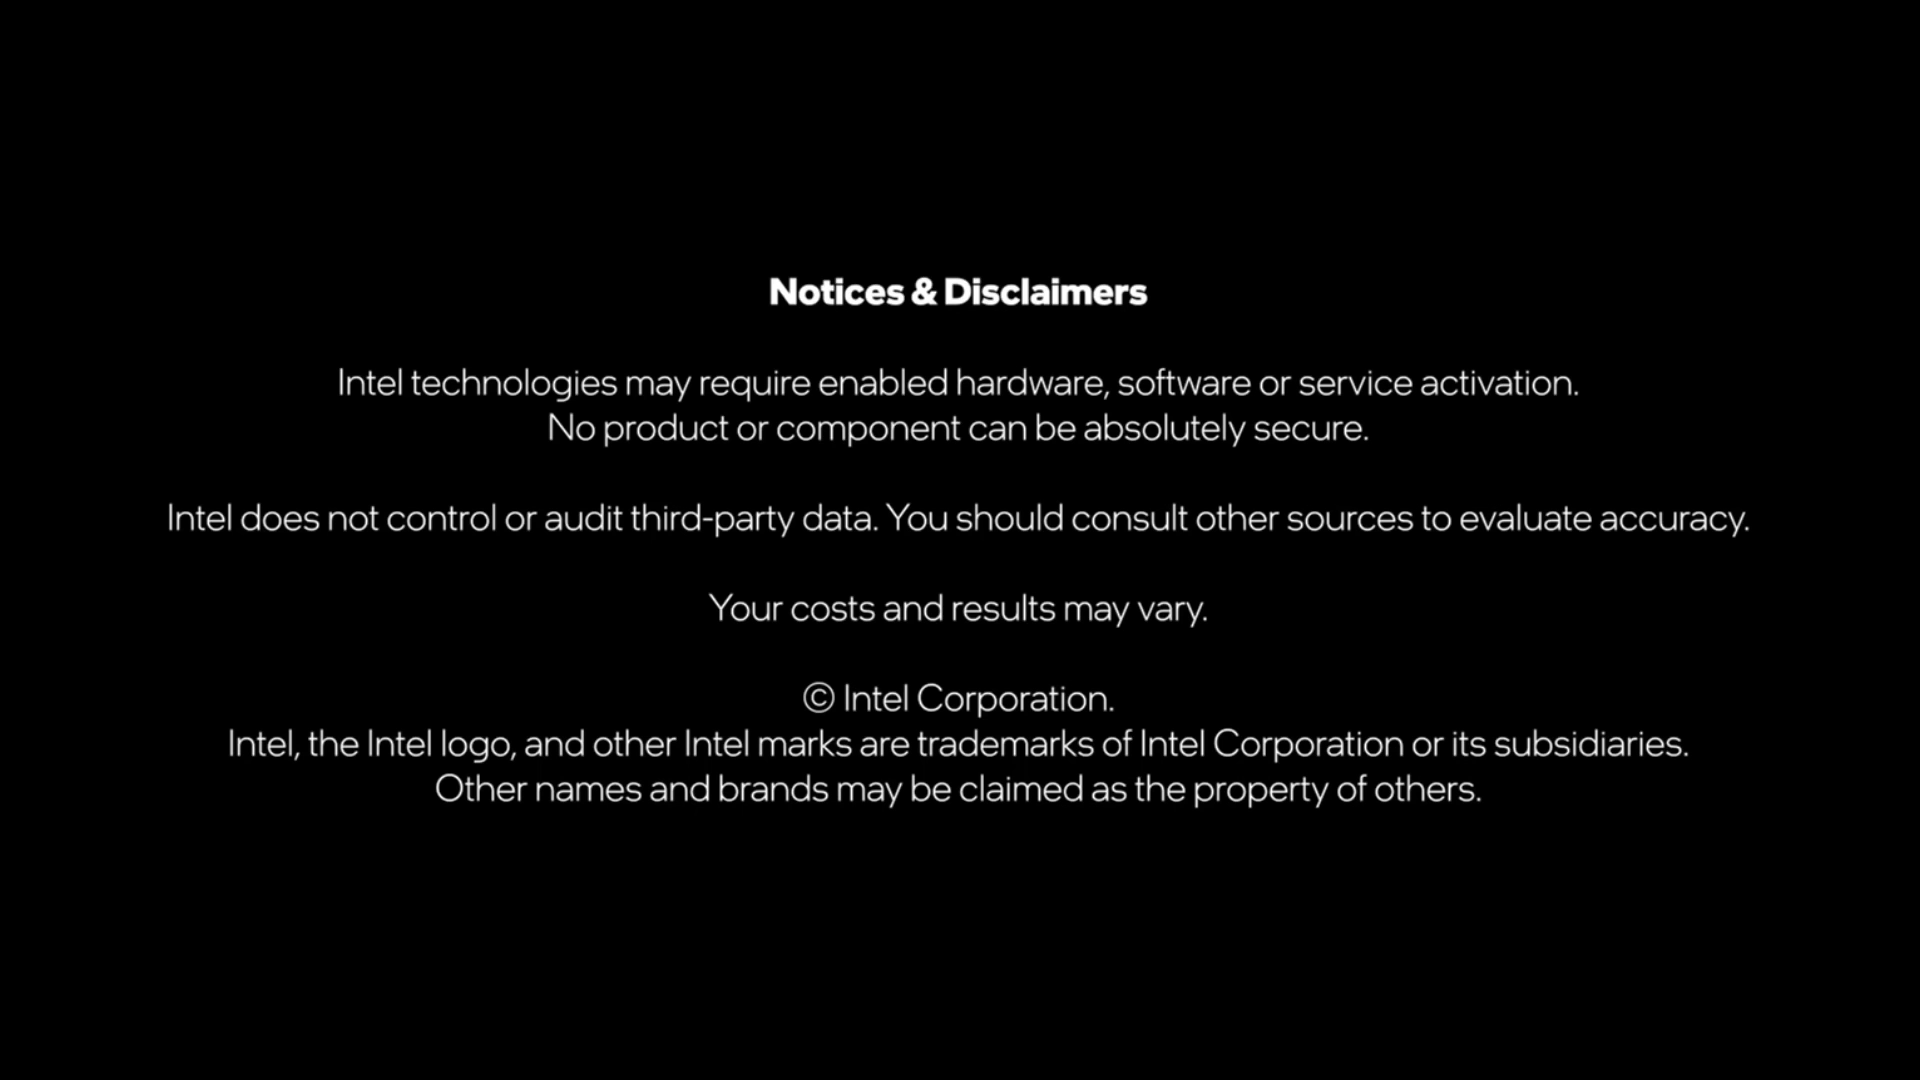 Notices & Disclaimers
Intel technologies may require enabled hardware, software or service activation.
No product or component can be absolutely secure.
Intel does not control or audit third-party data. You should consult other sources to evaluate accuracy.
Your costs and results may vary.
© Intel Corporation.
Intel, the Intel logo, and other Intel marks are trademarks of Intel Corporation or its subsidiaries.
Other names and brands may be claimed as the property of others.